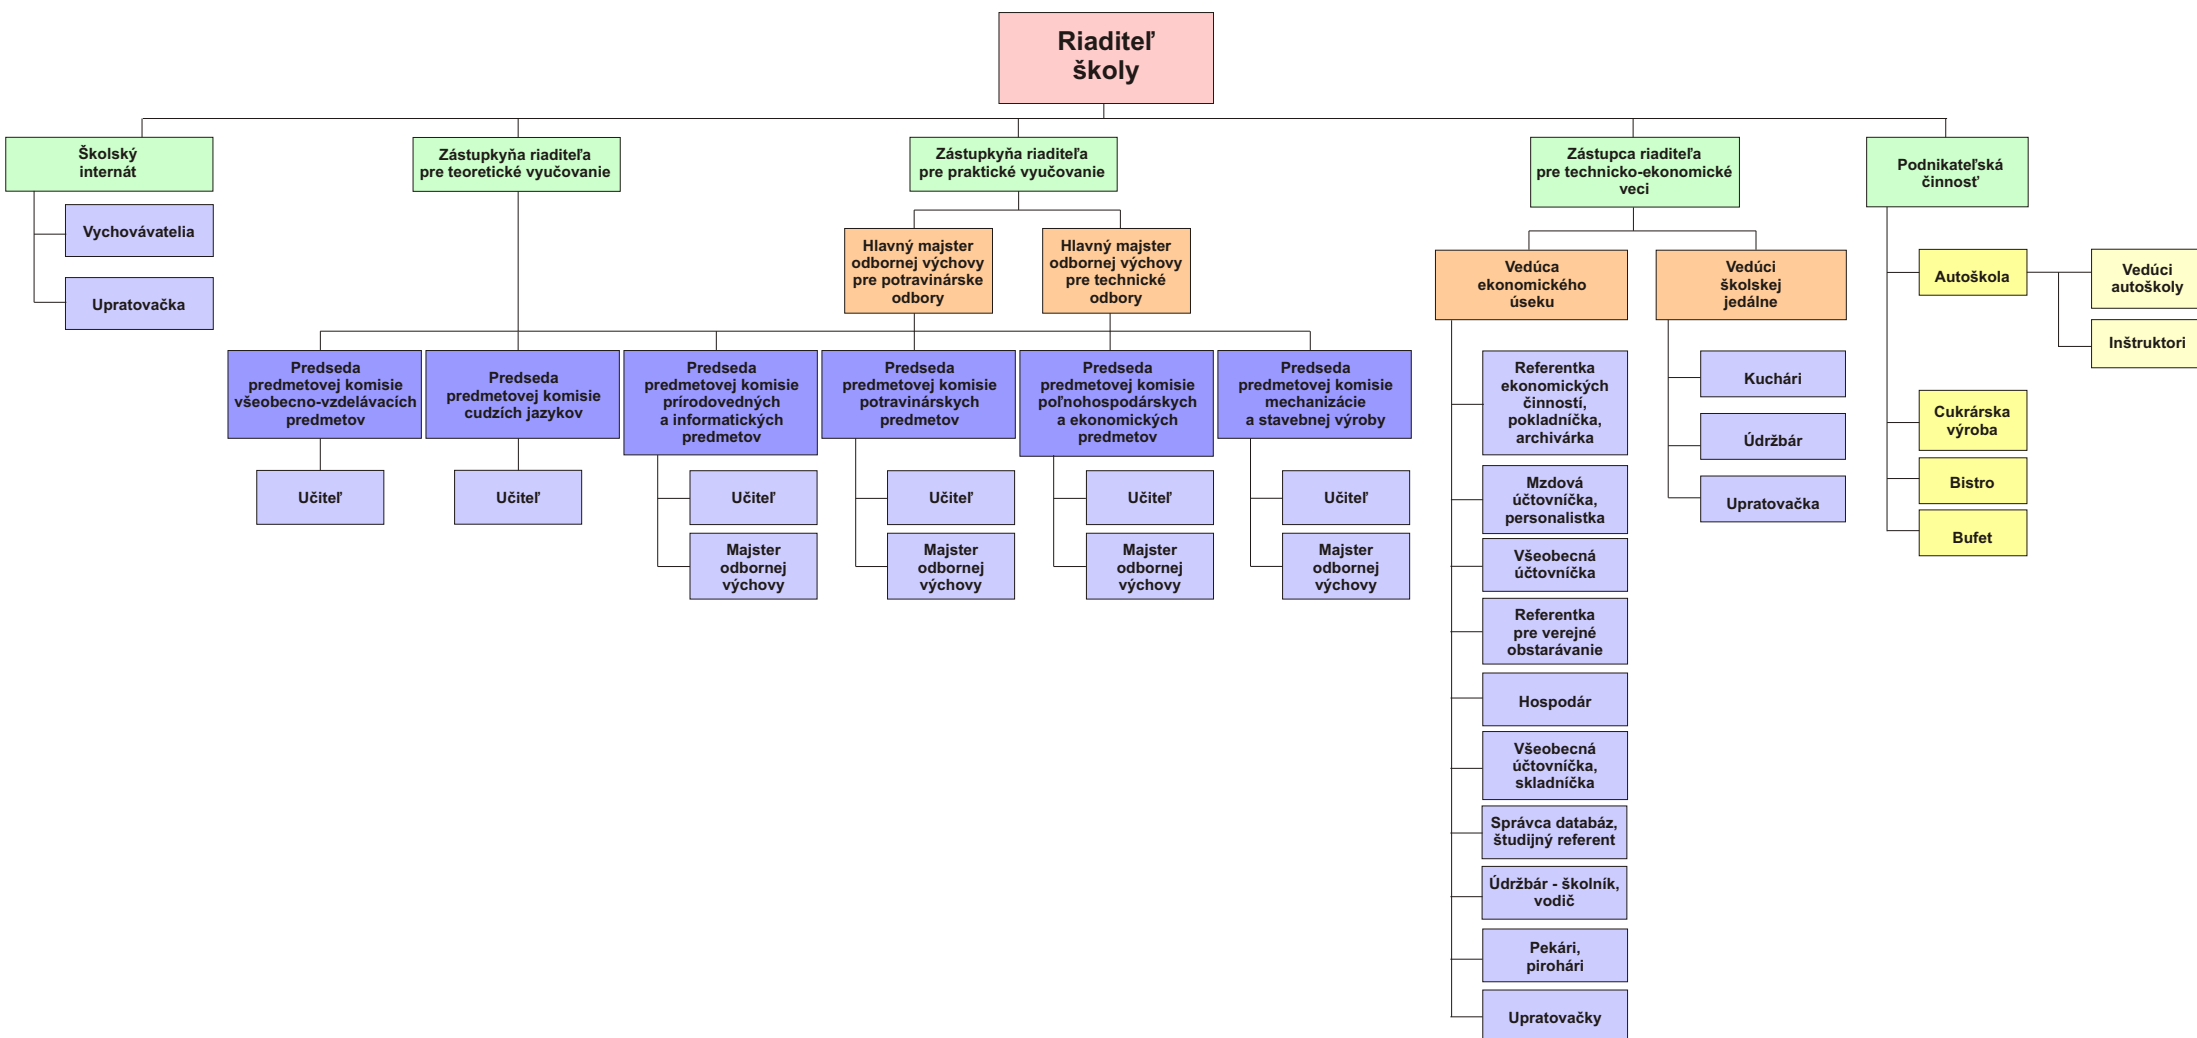 Riaditeľ
školy
Školský
internát
Vychovávatelia
Upratovačka
Zástupkyňa riaditeľa
pre teoretické vyučovanie
Zástupkyňa riaditeľa
pre praktické vyučovanie
Hlavný majster
odbornej výchovy
pre potravinárske
odbory
Hlavný majster
odbornej výchovy
pre technické
odbory
Predseda
predmetovej komisie
všeobecno-vzdelávacích
predmetov
Učiteľ
Predseda
predmetovej komisie
cudzích jazykov
Učiteľ
Predseda
predmetovej komisie
prírodovedných
a informatických
predmetov
Učiteľ
Majster
odbornej
výchovy
Predseda
predmetovej komisie
potravinárskych
predmetov
Učiteľ
Majster
odbornej
výchovy
Predseda
predmetovej komisie
poľnohospodárskych
a ekonomických
predmetov
Učiteľ
Majster
odbornej
výchovy
Predseda
predmetovej komisie
mechanizácie
a stavebnej výroby
Učiteľ
Majster
odbornej
výchovy
Zástupca riaditeľa
pre technicko-ekonomické
veci
Vedúca
ekonomického
úseku
Referentka
ekonomických
činností,
pokladníčka,
archivárka
Mzdová
účtovníčka,
personalistka
Všeobecná
účtovníčka
Referentka
pre verejné
obstarávanie
Hospodár
Všeobecná
účtovníčka,
skladníčka
Správca databáz,
študijný referent
Údržbár - školník,
vodič
Pekári,
pirohári
Upratovačky
Vedúci
školskej
jedálne
Kuchári
Údržbár
Upratovačka
Podnikateľská
činnosť
Autoškola
Vedúci
autoškoly
Inštruktori
Cukrárska
výroba
Bistro
Bufet